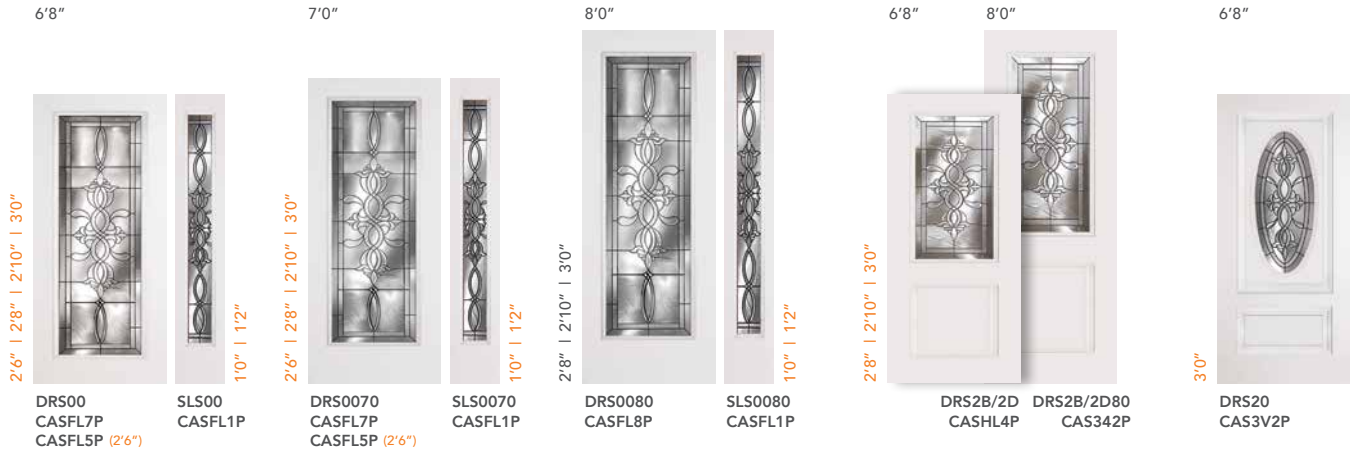 6’8”
7’0”
8’0”
6’8”
8’0”
6’8”
2’6” | 2’8” | 2’10” | 3’0”
1’0” | 1’2”
2’6” | 2’8” | 2’10” | 3’0”
1’0” | 1’2”
2’8” | 2’10” | 3’0”
1’0” | 1’2”
2’8” | 2’10” | 3’0”
3’0”
DRS00
CASFL7P
CASFL5P (2’6”)
SLS00
CASFL1P
DRS0070
CASFL7P
CASFL5P (2’6”)
SLS0070
CASFL1P
DRS0080
CASFL8P
SLS0080
CASFL1P
DRS2B/2D
CASHL4P
DRS2B/2D80
CAS342P
DRS20
CAS3V2P